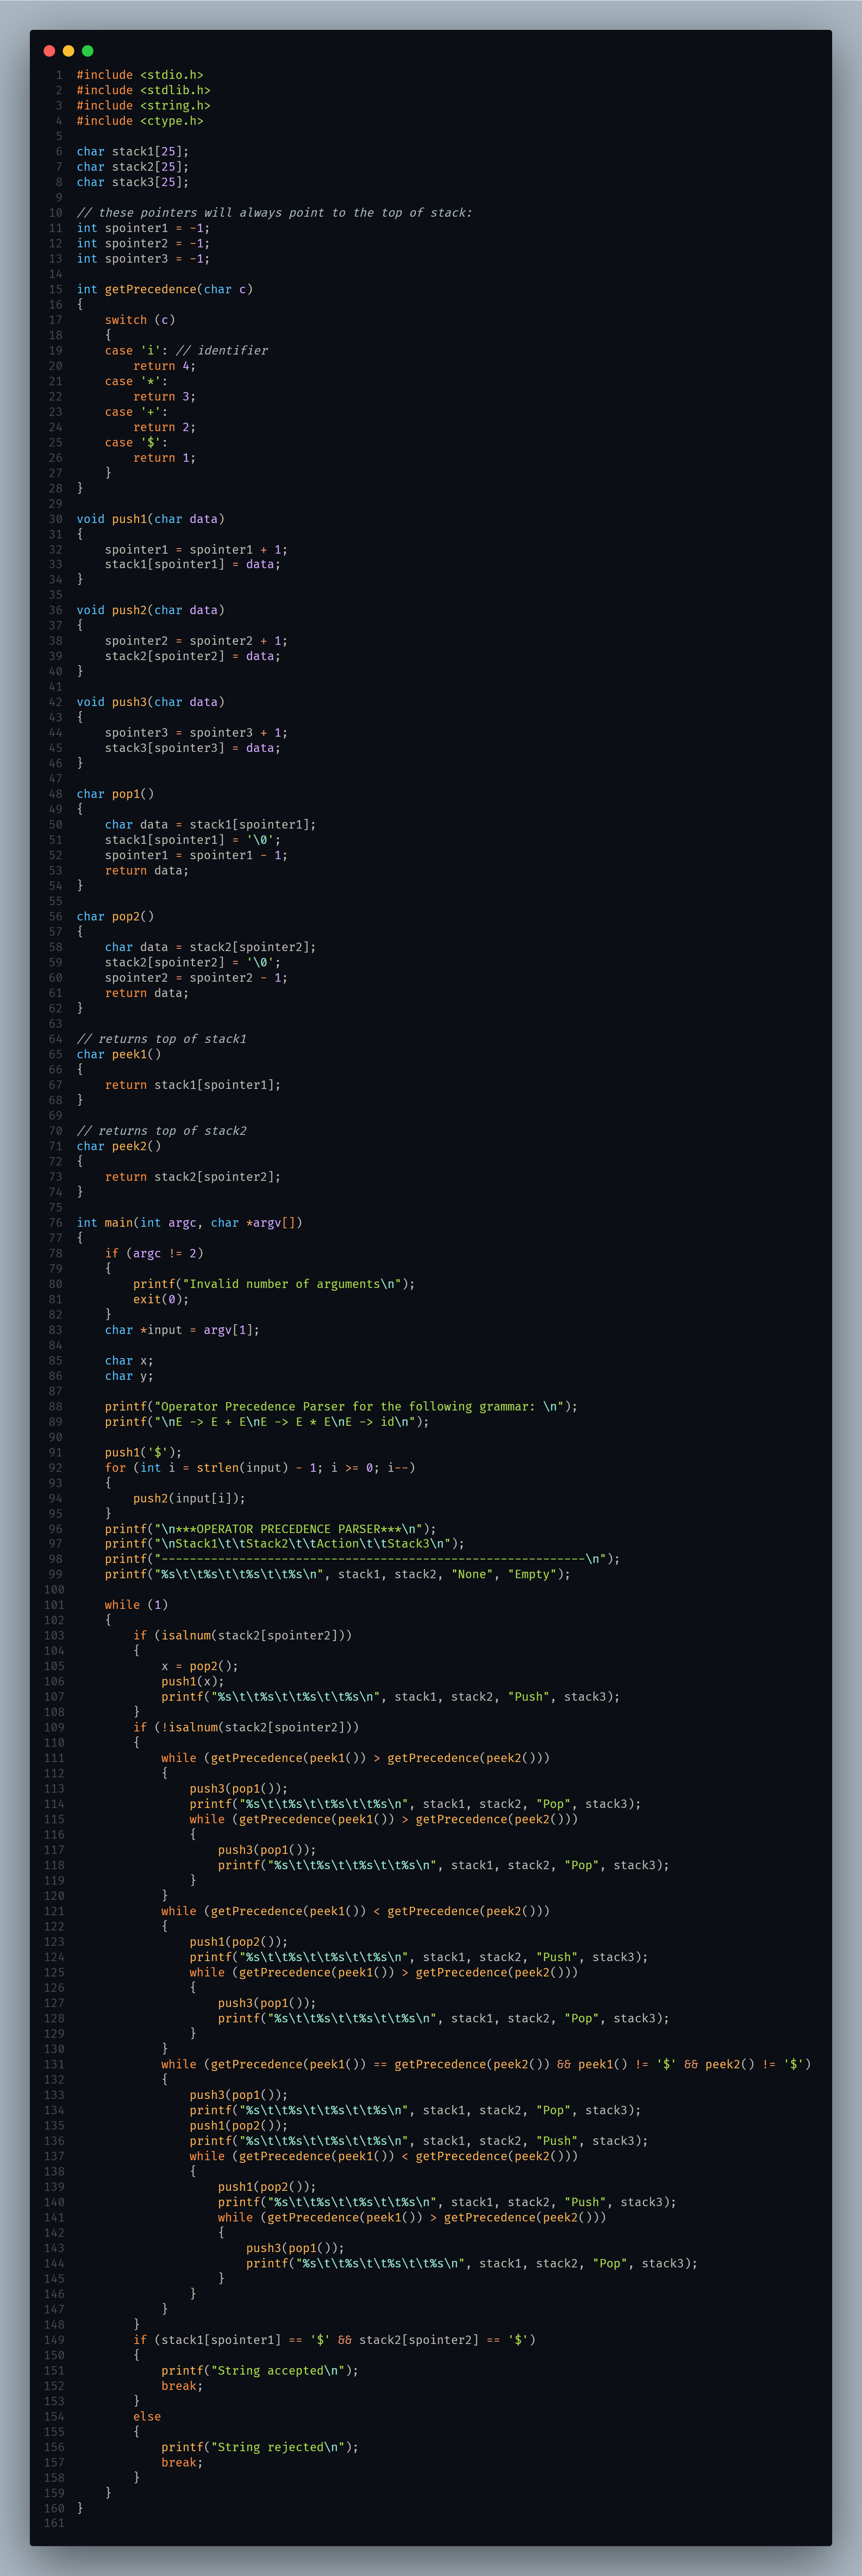 1 #include <stdio.h>
2 #include <stdlib.h>
3 #include <string.h>
4 #include <ctype.h>
5
6 char stack1[25];
7 char stack2[25];
8 char stack3[25];
9
10 // these pointers will always point to the top of stack:
11 int spointer1 = -1;
12 int spointer2 = -1;
13 int spointer3 = -1;
14
15 int getPrecedence(char c)
16 {
17     switch (c)
18     {
19     case 'i': // identifier
20         return 4;
21     case '*':
22         return 3;
23     case '+':
24         return 2;
25     case '$':
26         return 1;
27     }
28 }
29
30 void push1(char data)
31 {
32     spointer1 = spointer1 + 1;
33     stack1[spointer1] = data;
34 }
35
36 void push2(char data)
37 {
38     spointer2 = spointer2 + 1;
39     stack2[spointer2] = data;
40 }
41
42 void push3(char data)
43 {
44     spointer3 = spointer3 + 1;
45     stack3[spointer3] = data;
46 }
47
48 char pop1()
49 {
50     char data = stack1[spointer1];
51     stack1[spointer1] = '\0';
52     spointer1 = spointer1 - 1;
53     return data;
54 }
55
56 char pop2()
57 {
58     char data = stack2[spointer2];
59     stack2[spointer2] = '\0';
60     spointer2 = spointer2 - 1;
61     return data;
62 }
63
64 // returns top of stack1
65 char peek1()
66 {
67     return stack1[spointer1];
68 }
69
70 // returns top of stack2
71 char peek2()
72 {
73     return stack2[spointer2];
74 }
75
76 int main(int argc, char *argv[])
77 {
78     if (argc != 2)
79     {
80         printf("Invalid number of arguments\n");
81         exit(0);
82     }
83     char *input = argv[1];
84
85     char x;
86     char y;
87
88     printf("Operator Precedence Parser for the following grammar: \n");
89     printf("\nE -> E + E\nE -> E * E\nE -> id\n");
90
91     push1('$');
92     for (int i = strlen(input) - 1; i >= 0; i--)
93     {
94         push2(input[i]);
95     }
96     printf("\n***OPERATOR PRECEDENCE PARSER***\n");
97     printf("\nStack1\t\tStack2\t\tAction\t\tStack3\n");
98     printf("------------------------------------------------------------\n");
99     printf("%s\t\t%s\t\t%s\t\t%s\n", stack1, stack2, "None", "Empty");
100
101     while (1)
102     {
103         if (isalnum(stack2[spointer2]))
104         {
105             x = pop2();
106             push1(x);
107             printf("%s\t\t%s\t\t%s\t\t%s\n", stack1, stack2, "Push", stack3);
108         }
109         if (!isalnum(stack2[spointer2]))
110         {
111             while (getPrecedence(peek1()) > getPrecedence(peek2()))
112             {
113                 push3(pop1());
114                 printf("%s\t\t%s\t\t%s\t\t%s\n", stack1, stack2, "Pop", stack3);
115                 while (getPrecedence(peek1()) > getPrecedence(peek2()))
116                 {
117                     push3(pop1());
118                     printf("%s\t\t%s\t\t%s\t\t%s\n", stack1, stack2, "Pop", stack3);
119                 }
120             }
121             while (getPrecedence(peek1()) < getPrecedence(peek2()))
122             {
123                 push1(pop2());
124                 printf("%s\t\t%s\t\t%s\t\t%s\n", stack1, stack2, "Push", stack3);
125                 while (getPrecedence(peek1()) > getPrecedence(peek2()))
126                 {
127                     push3(pop1());
128                     printf("%s\t\t%s\t\t%s\t\t%s\n", stack1, stack2, "Pop", stack3);
129                 }
130             }
131             while (getPrecedence(peek1()) == getPrecedence(peek2()) && peek1() != '$' && peek2() != '$')
132             {
133                 push3(pop1());
134                 printf("%s\t\t%s\t\t%s\t\t%s\n", stack1, stack2, "Pop", stack3);
135                 push1(pop2());
136                 printf("%s\t\t%s\t\t%s\t\t%s\n", stack1, stack2, "Push", stack3);
137                 while (getPrecedence(peek1()) < getPrecedence(peek2()))
138                 {
139                     push1(pop2());
140                     printf("%s\t\t%s\t\t%s\t\t%s\n", stack1, stack2, "Push", stack3);
141                     while (getPrecedence(peek1()) > getPrecedence(peek2()))
142                     {
143                         push3(pop1());
144                         printf("%s\t\t%s\t\t%s\t\t%s\n", stack1, stack2, "Pop", stack3);
145                     }
146                 }
147             }
148         }
149         if (stack1[spointer1] == '$' && stack2[spointer2] == '$')
150         {
151             printf("String accepted\n");
152             break;
153         }
154         else
155         {
156             printf("String rejected\n");
157             break;
158         }
159     }
160 }
161